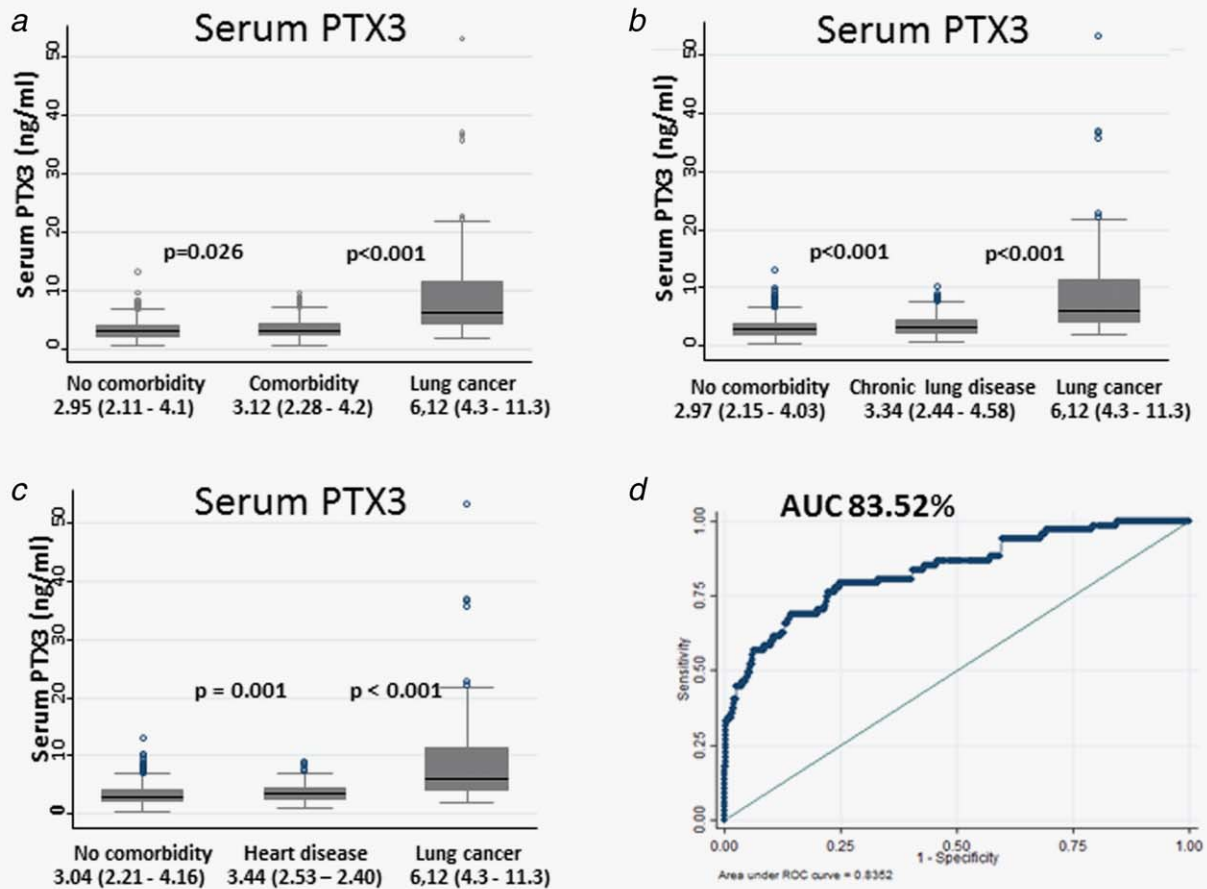 a
Serum PTX3
Serum PTX3 (ng/ml)
50
40
30
20
10
0
p=0.026
p<0.001
No comorbidity
2.95 (2.11 - 4.1)
Comorbidity
3.12 (2.28 - 4.2)
Lung cancer
6,12 (4.3 - 11.3)
b
Serum PTX3
Serum PTX3 (ng/ml)
50
40
30
20
10
0
p<0.001
p<0.001
No comorbidity
2.97 (2.15 - 4.03)
Chronic lung disease
3.34 (2.44 - 4.58)
Lung cancer
6,12 (4.3 - 11.3)
c
Serum PTX3
Serum PTX3 (ng/ml)
50
40
30
20
10
0
p = 0.001
p < 0.001
No comorbidity
3.04 (2.21 - 4.16)
Heart disease
3.44 (2.53 – 2.40)
Lung cancer
6,12 (4.3 - 11.3)
d
AUC 83.52%
Sensitivity
1.00
0.75
0.50
0.25
0.00
0.00
0.25
0.50
0.75
1.00
1 - Specificity
Area under ROC curve = 0.8352